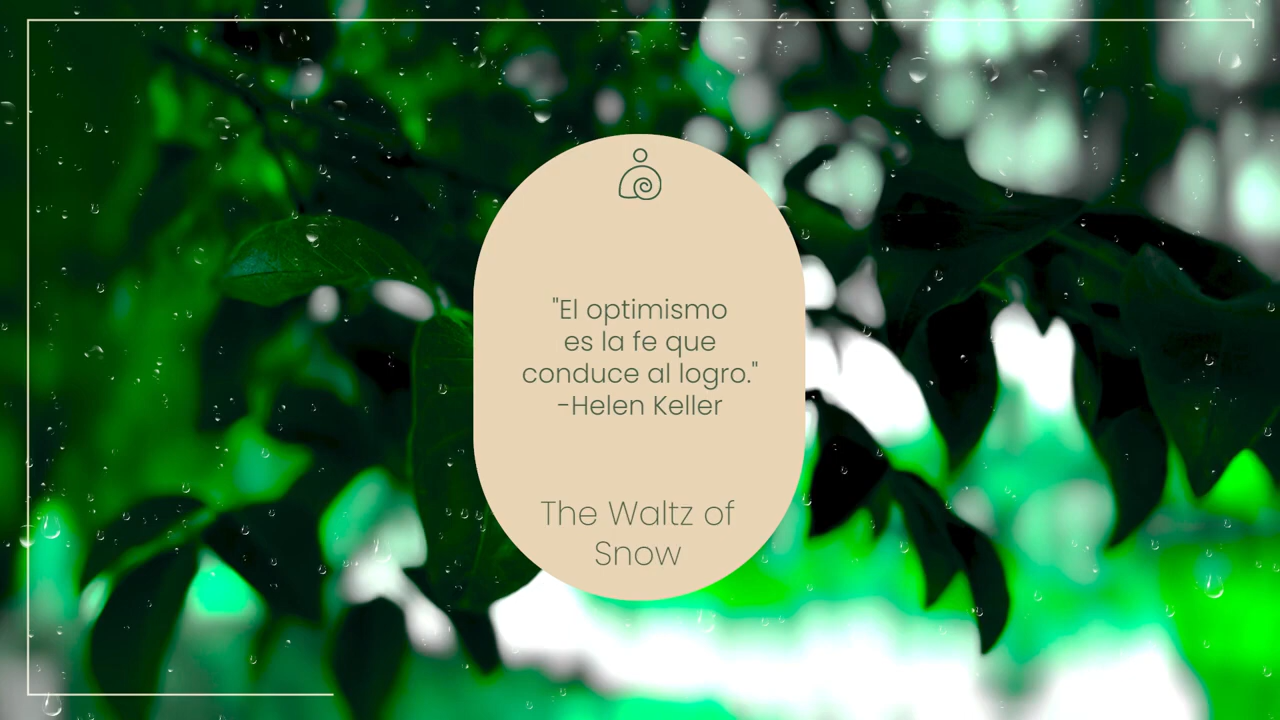 "El optimismo
es la fe que
conduce al logro."
-Helen Keller
The Waltz of
Snow